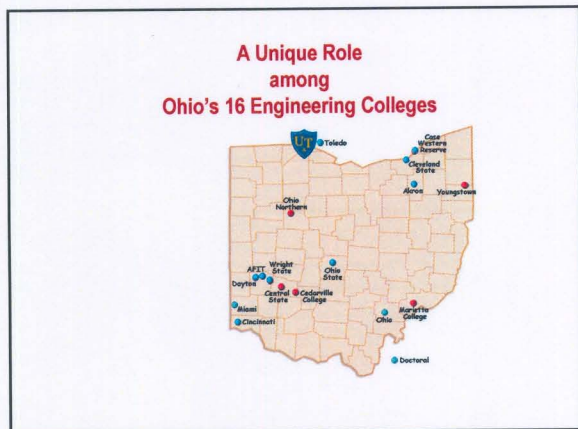 A Unique Role
among
Ohio's 16 Engineering Colleges
UT
Toledo
Case
Western
Reserve
Cleveland
State
Akron
Youngstown
Ohio
Northern
Ohio
State
Wright
State
AFIT
Dayton
Central
State
Cedarville
College
Miami
Cincinnati
Ohio
Marietta
College
Doctoral